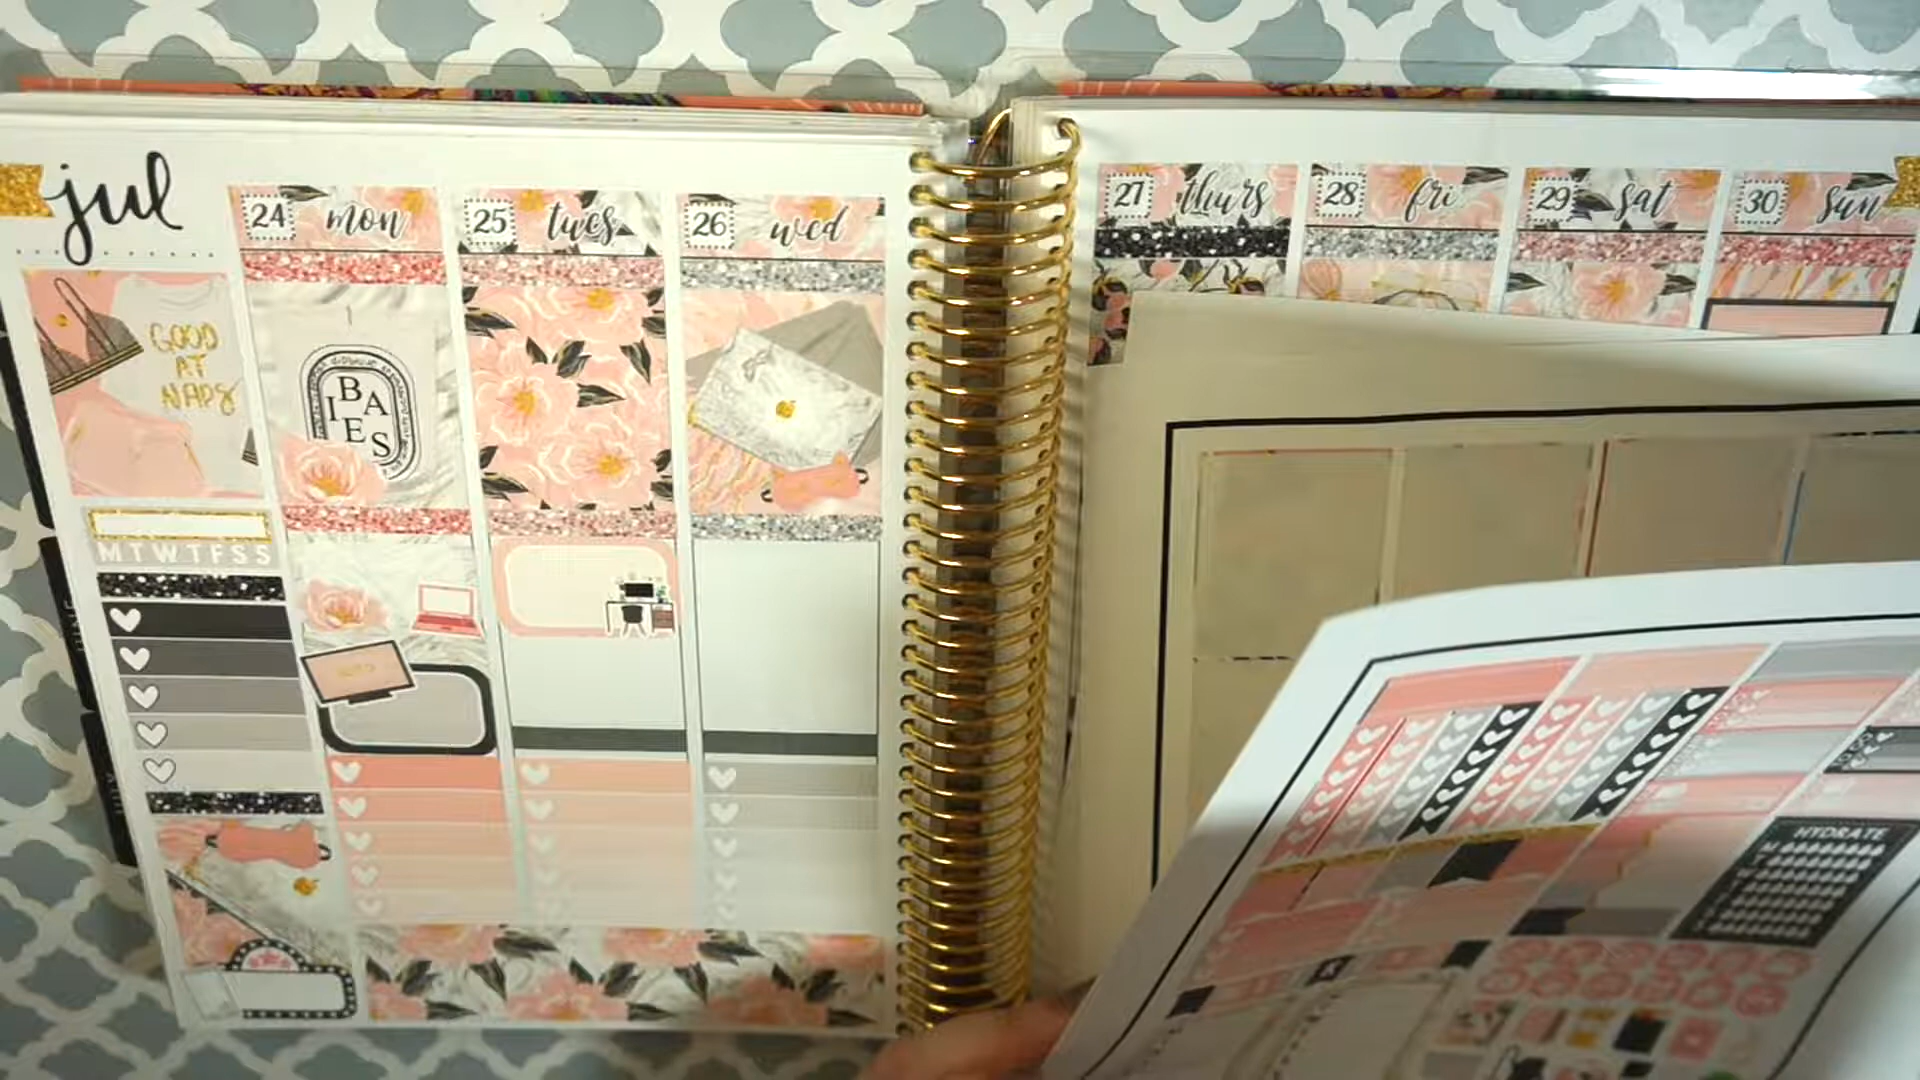 jul
24 mon
25 tues
26 wed
27 thurs
28 fri
29 sat
30 sun
GOOD
AT
NAPS
BA
IES
MTWTFSS
HYDRATE
JUNE